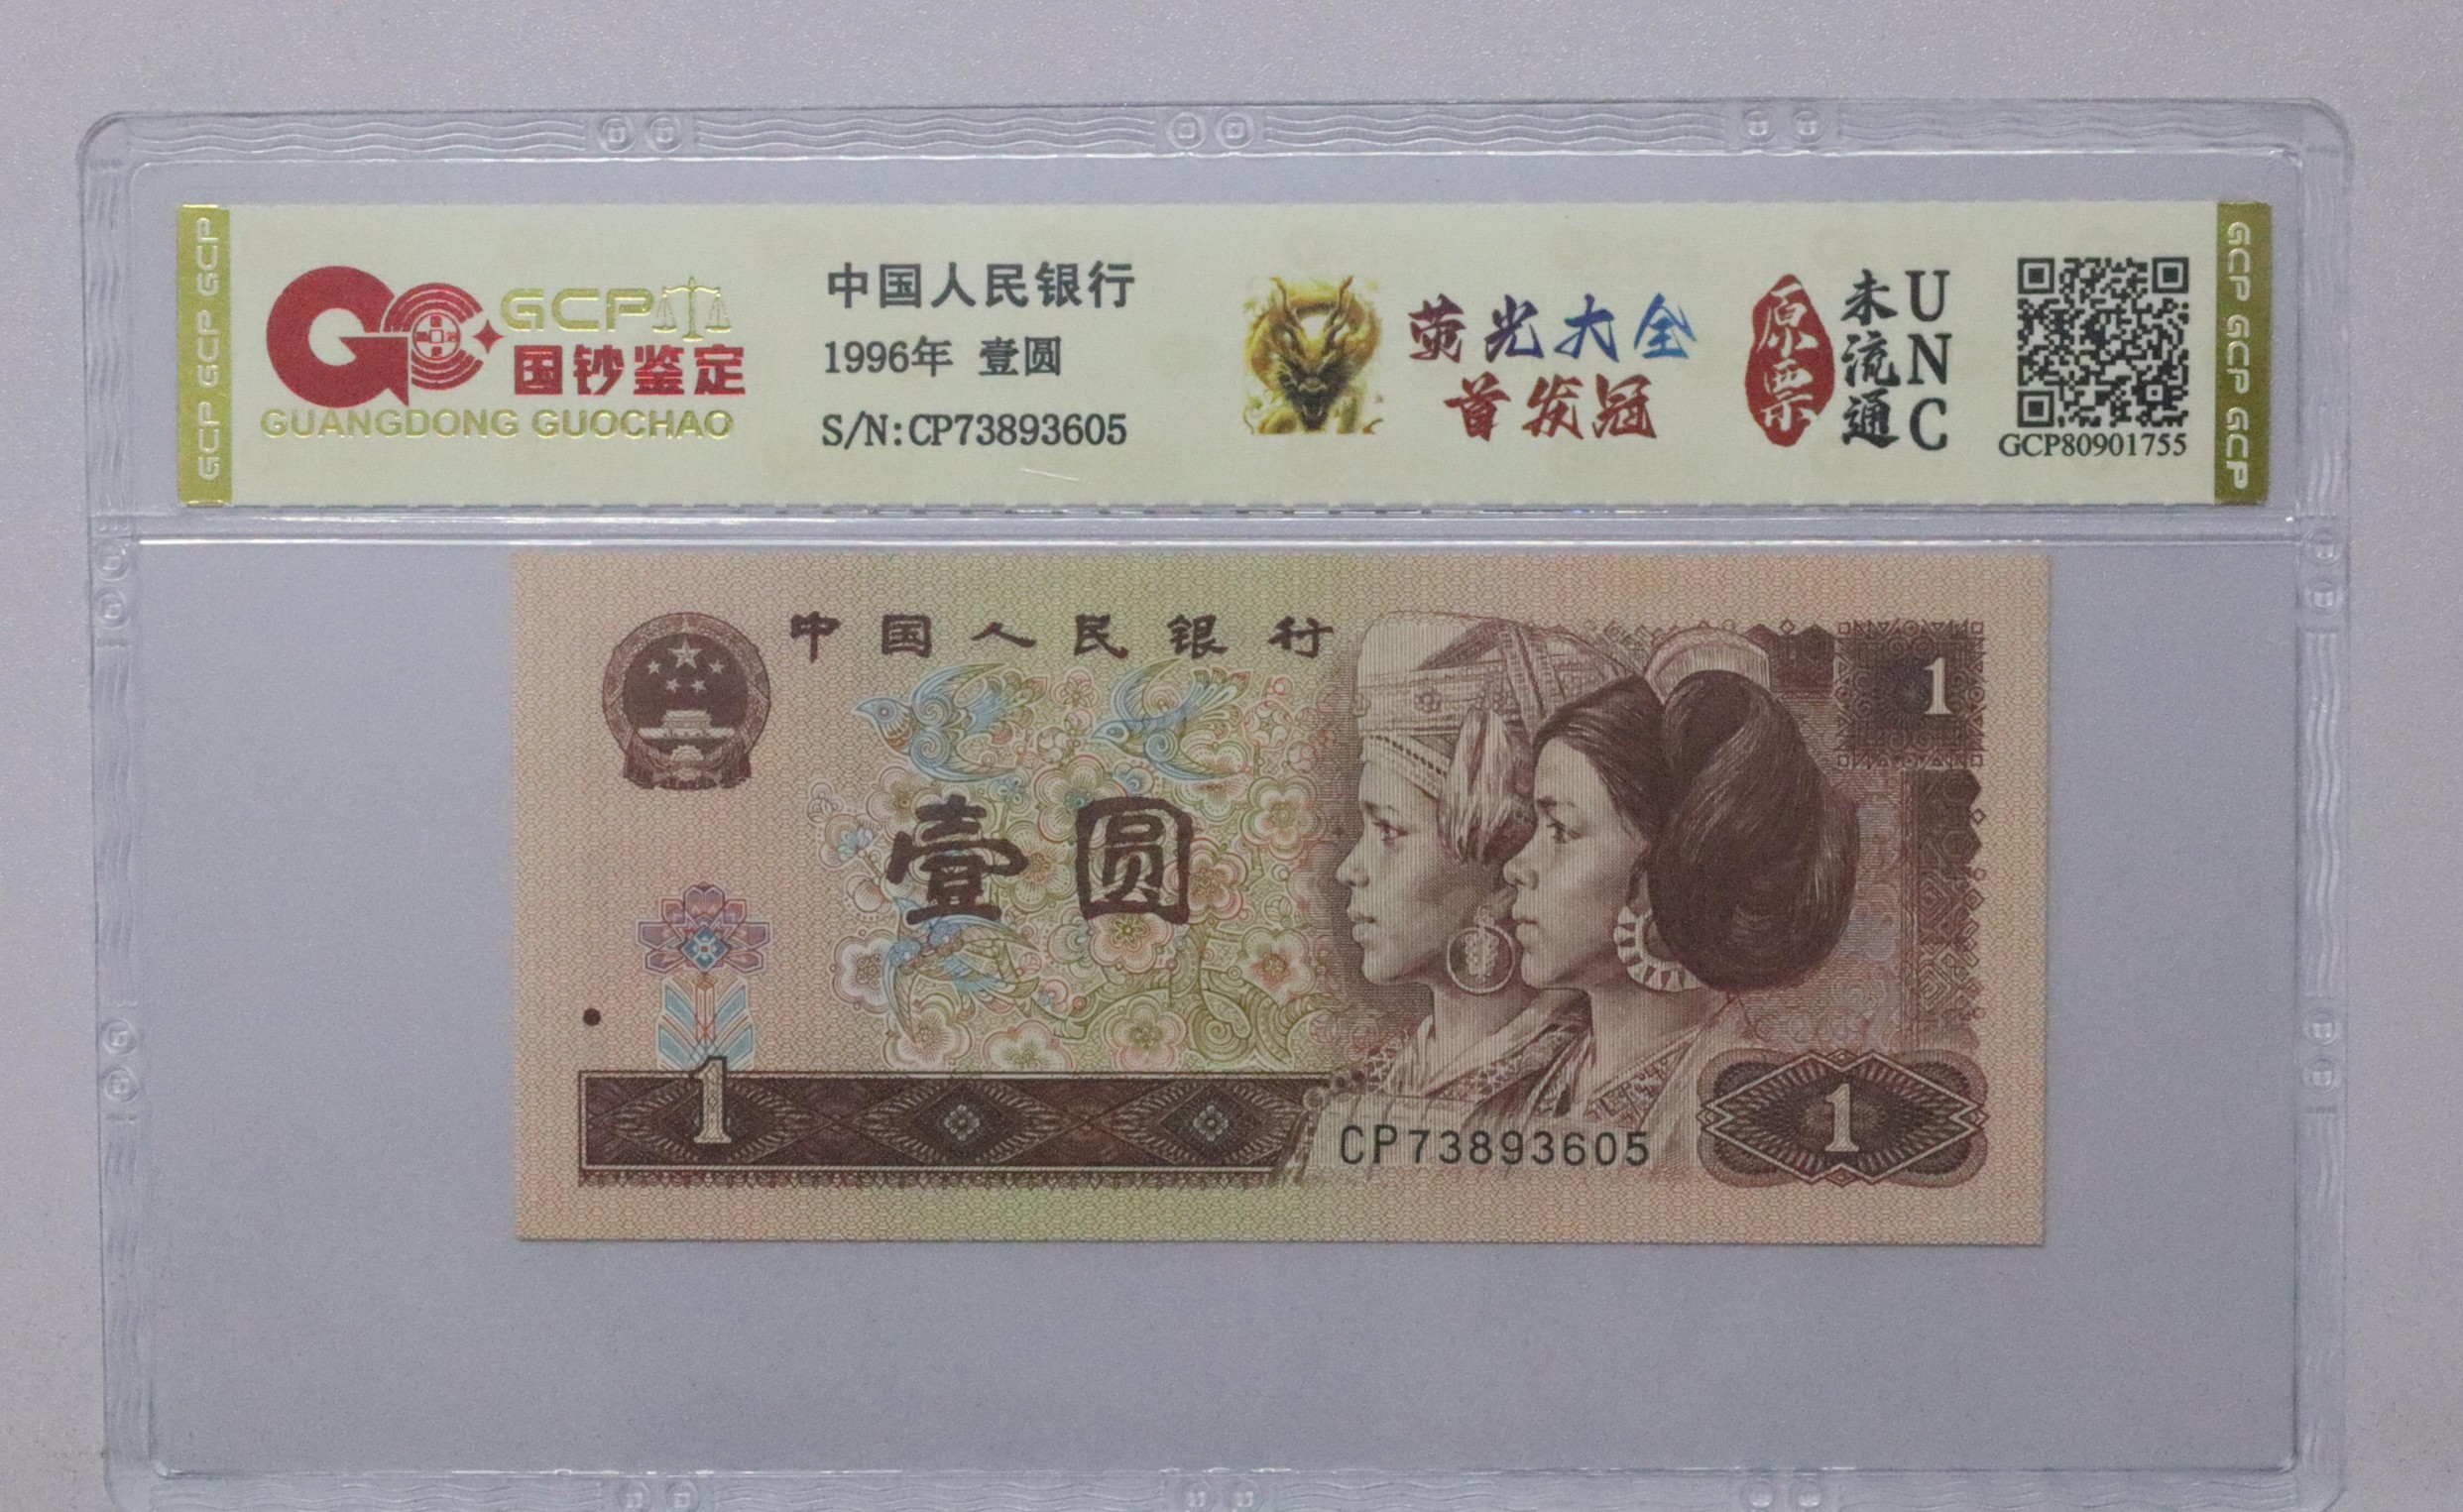 GCP GCP GCP
GCP
国钞鉴定
GUANGDONG GUOCHAO
中国人民银行
1996年 壹圆
S/N:CP73893605
荧光大全
首发冠
原票
未流通
UNC
GCP80901755
GCP GCP GCP
中国人民银行
1
壹圆
1
CP73893605
1